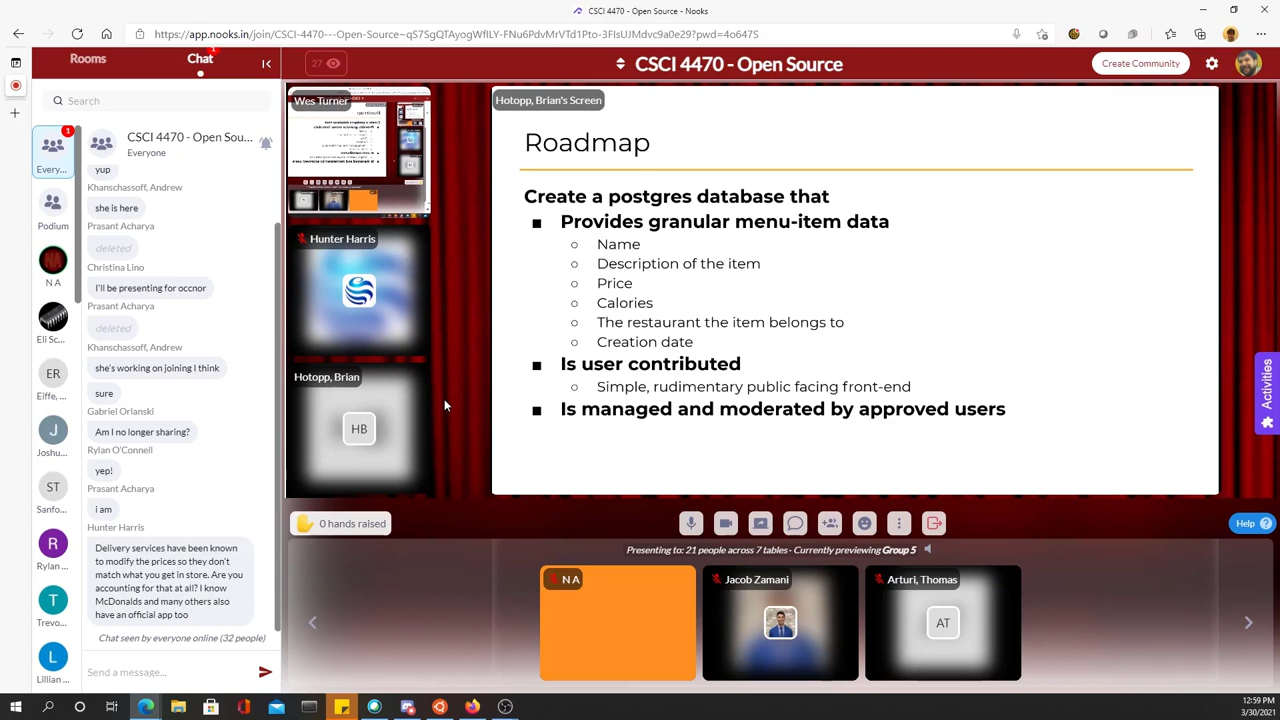 CSCI 4470 - Open Source - Nooks
https://app.nooks.in/join/CSCI-4470---Open-Source~qS7SgQTAyogWfILY-FNu6PdvMrVTd1Pto-3FIsUJMdvc9a0e29?pwd=4o647S
Rooms
Chat
1
27
CSCI 4470 - Open Source
Create Community
Search
1
Every...
Podium
N A
Eli Sc...
ER
Eiffe, ...
Joshu...
ST
Sanfo...
R
Rylan ...
T
Trevo...
L
Lillian ...
CSCI 4470 - Open Sou...
Everyone
yup
Khanschassoff, Andrew
she is here
Prasant Acharya
deleted
Christina Lino
I'll be presenting for occnor
Prasant Acharya
deleted
Khanschassoff, Andrew
she's working on joining I think
sure
Gabriel Orlanski
Am I no longer sharing?
Rylan O'Connell
yep!
Prasant Acharya
i am
Hunter Harris
Delivery services have been known
to modify the prices so they don't
match what you get in store. Are you
accounting for that at all? I know
McDonalds and many others also
have an official app too
Chat seen by everyone online (32 people)
Send a message...
Wes Turner
Hunter Harris
Hotopp, Brian
HB
Hotopp, Brian's Screen
Roadmap
Create a postgres database that
■ Provides granular menu-item data
○ Name
○ Description of the item
○ Price
○ Calories
○ The restaurant the item belongs to
○ Creation date
■ Is user contributed
○ Simple, rudimentary public facing front-end
■ Is managed and moderated by approved users
Activities
0 hands raised
Help
Presenting to: 21 people across 7 tables - Currently previewing Group 5
N A
Jacob Zamani
Arturi, Thomas
AT
12:59 PM
3/30/2021